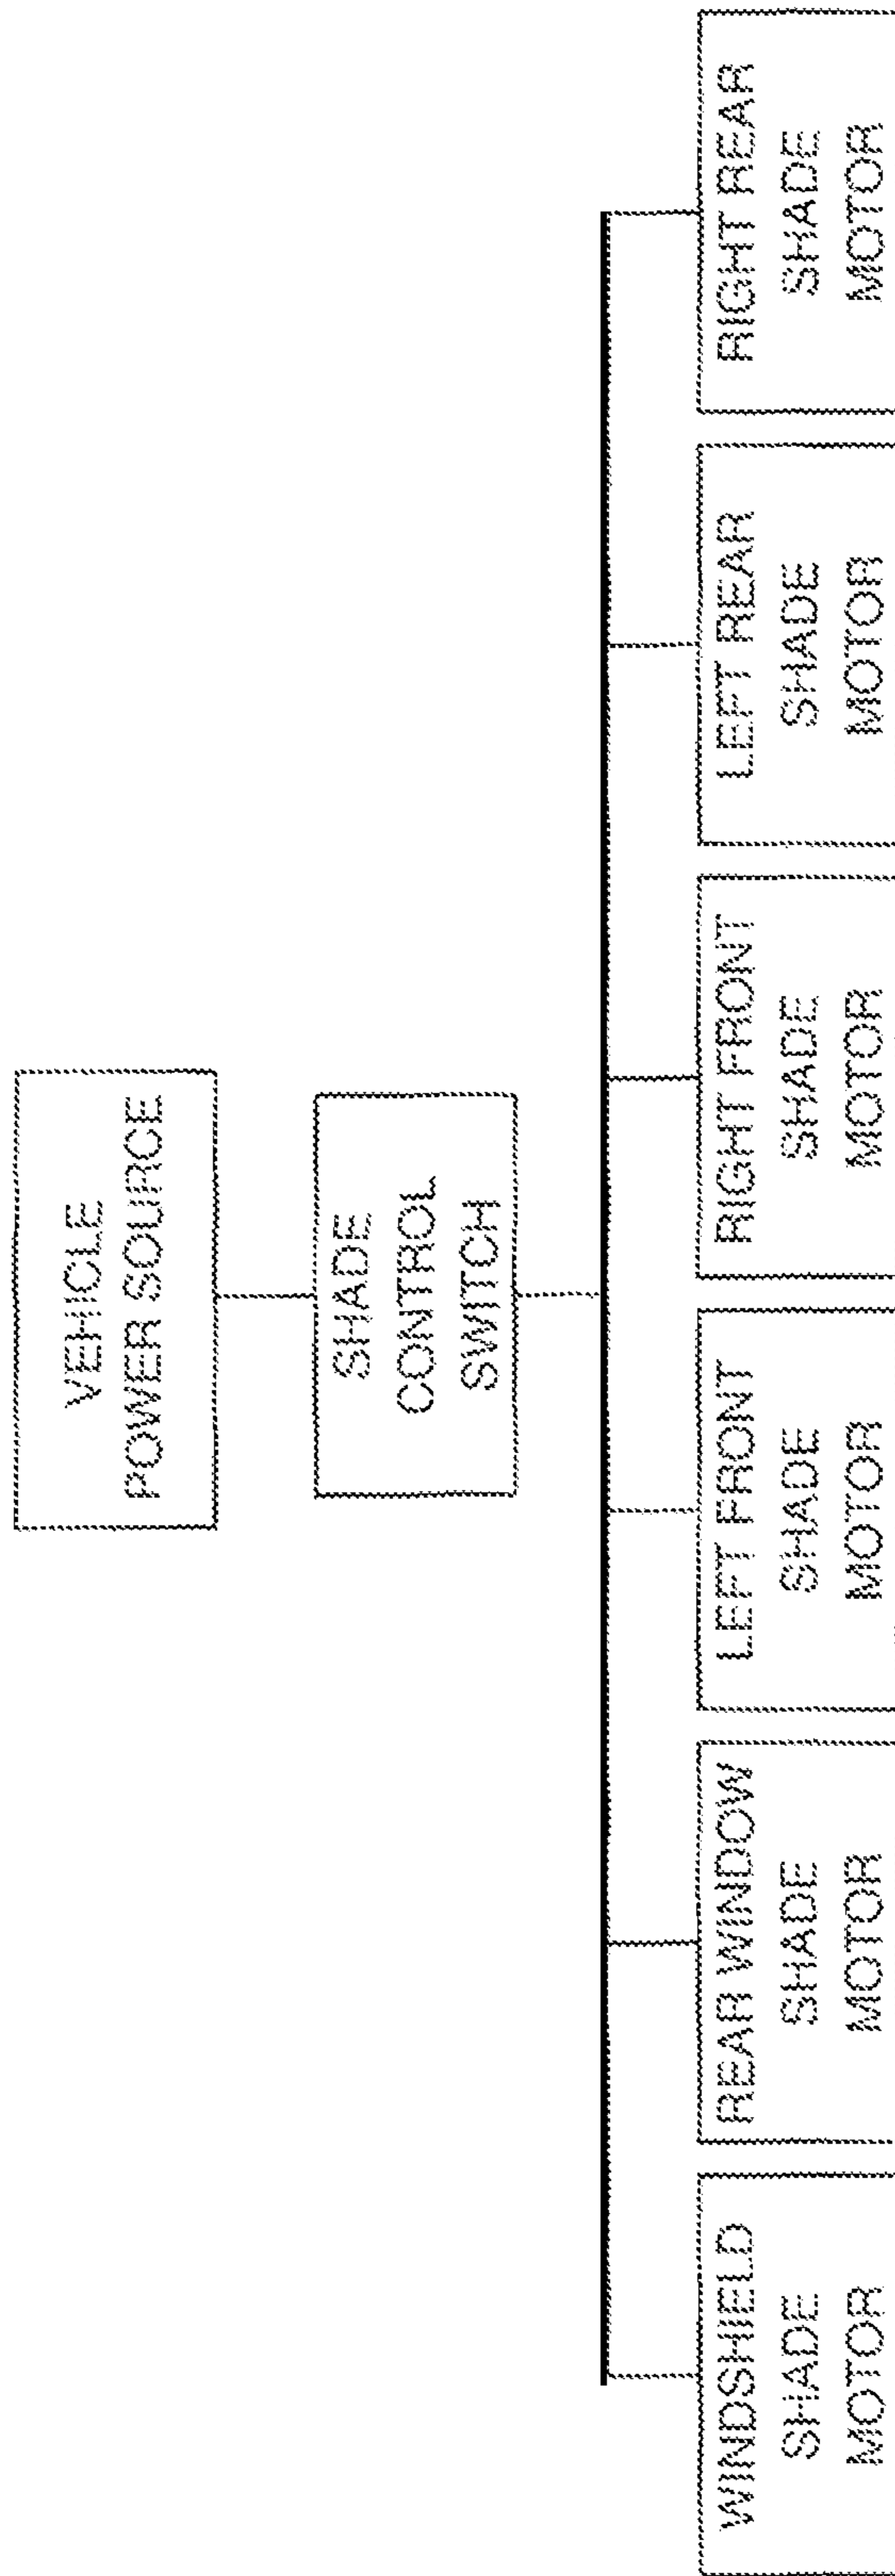 VEHICLE
POWER SOURCE
SHADE
CONTROL
SWITCH
WINDSHIELD
SHADE
MOTOR
REAR WINDOW
SHADE
MOTOR
LEFT FRONT
SHADE
MOTOR
RIGHT FRONT
SHADE
MOTOR
LEFT REAR
SHADE
MOTOR
RIGHT REAR
SHADE
MOTOR